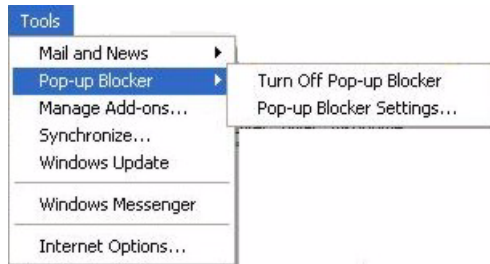 Tools
Mail and News
Pop-up Blocker
Turn Off Pop-up Blocker
Manage Add-ons...
Pop-up Blocker Settings...
Synchronize...
Windows Update
Windows Messenger
Internet Options...